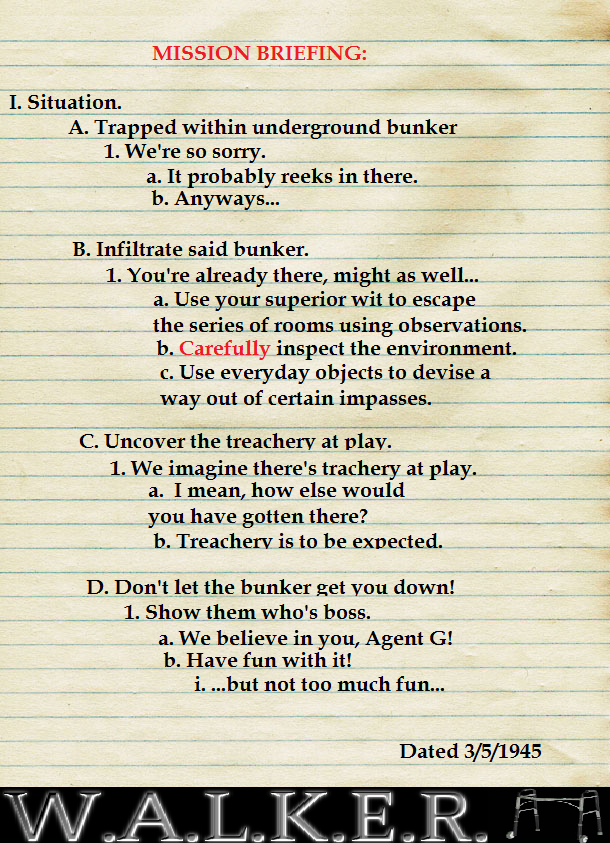 MISSION BRIEFING:
I. Situation.
A. Trapped within underground bunker
1. We're so sorry.
a. It probably reeks in there.
b. Anyways...
B. Infiltrate said bunker.
1. You're already there, might as well...
a. Use your superior wit to escape
the series of rooms using observations.
b. Carefully inspect the environment.
c. Use everyday objects to devise a
way out of certain impasses.
C. Uncover the treachery at play.
1. We imagine there's trachery at play.
a. I mean, how else would
you have gotten there?
b. Treachery is to be expected.
D. Don't let the bunker get you down!
1. Show them who's boss.
a. We believe in you, Agent G!
b. Have fun with it!
i. ...but not too much fun...
Dated 3/5/1945
W.A.L.K.E.R.